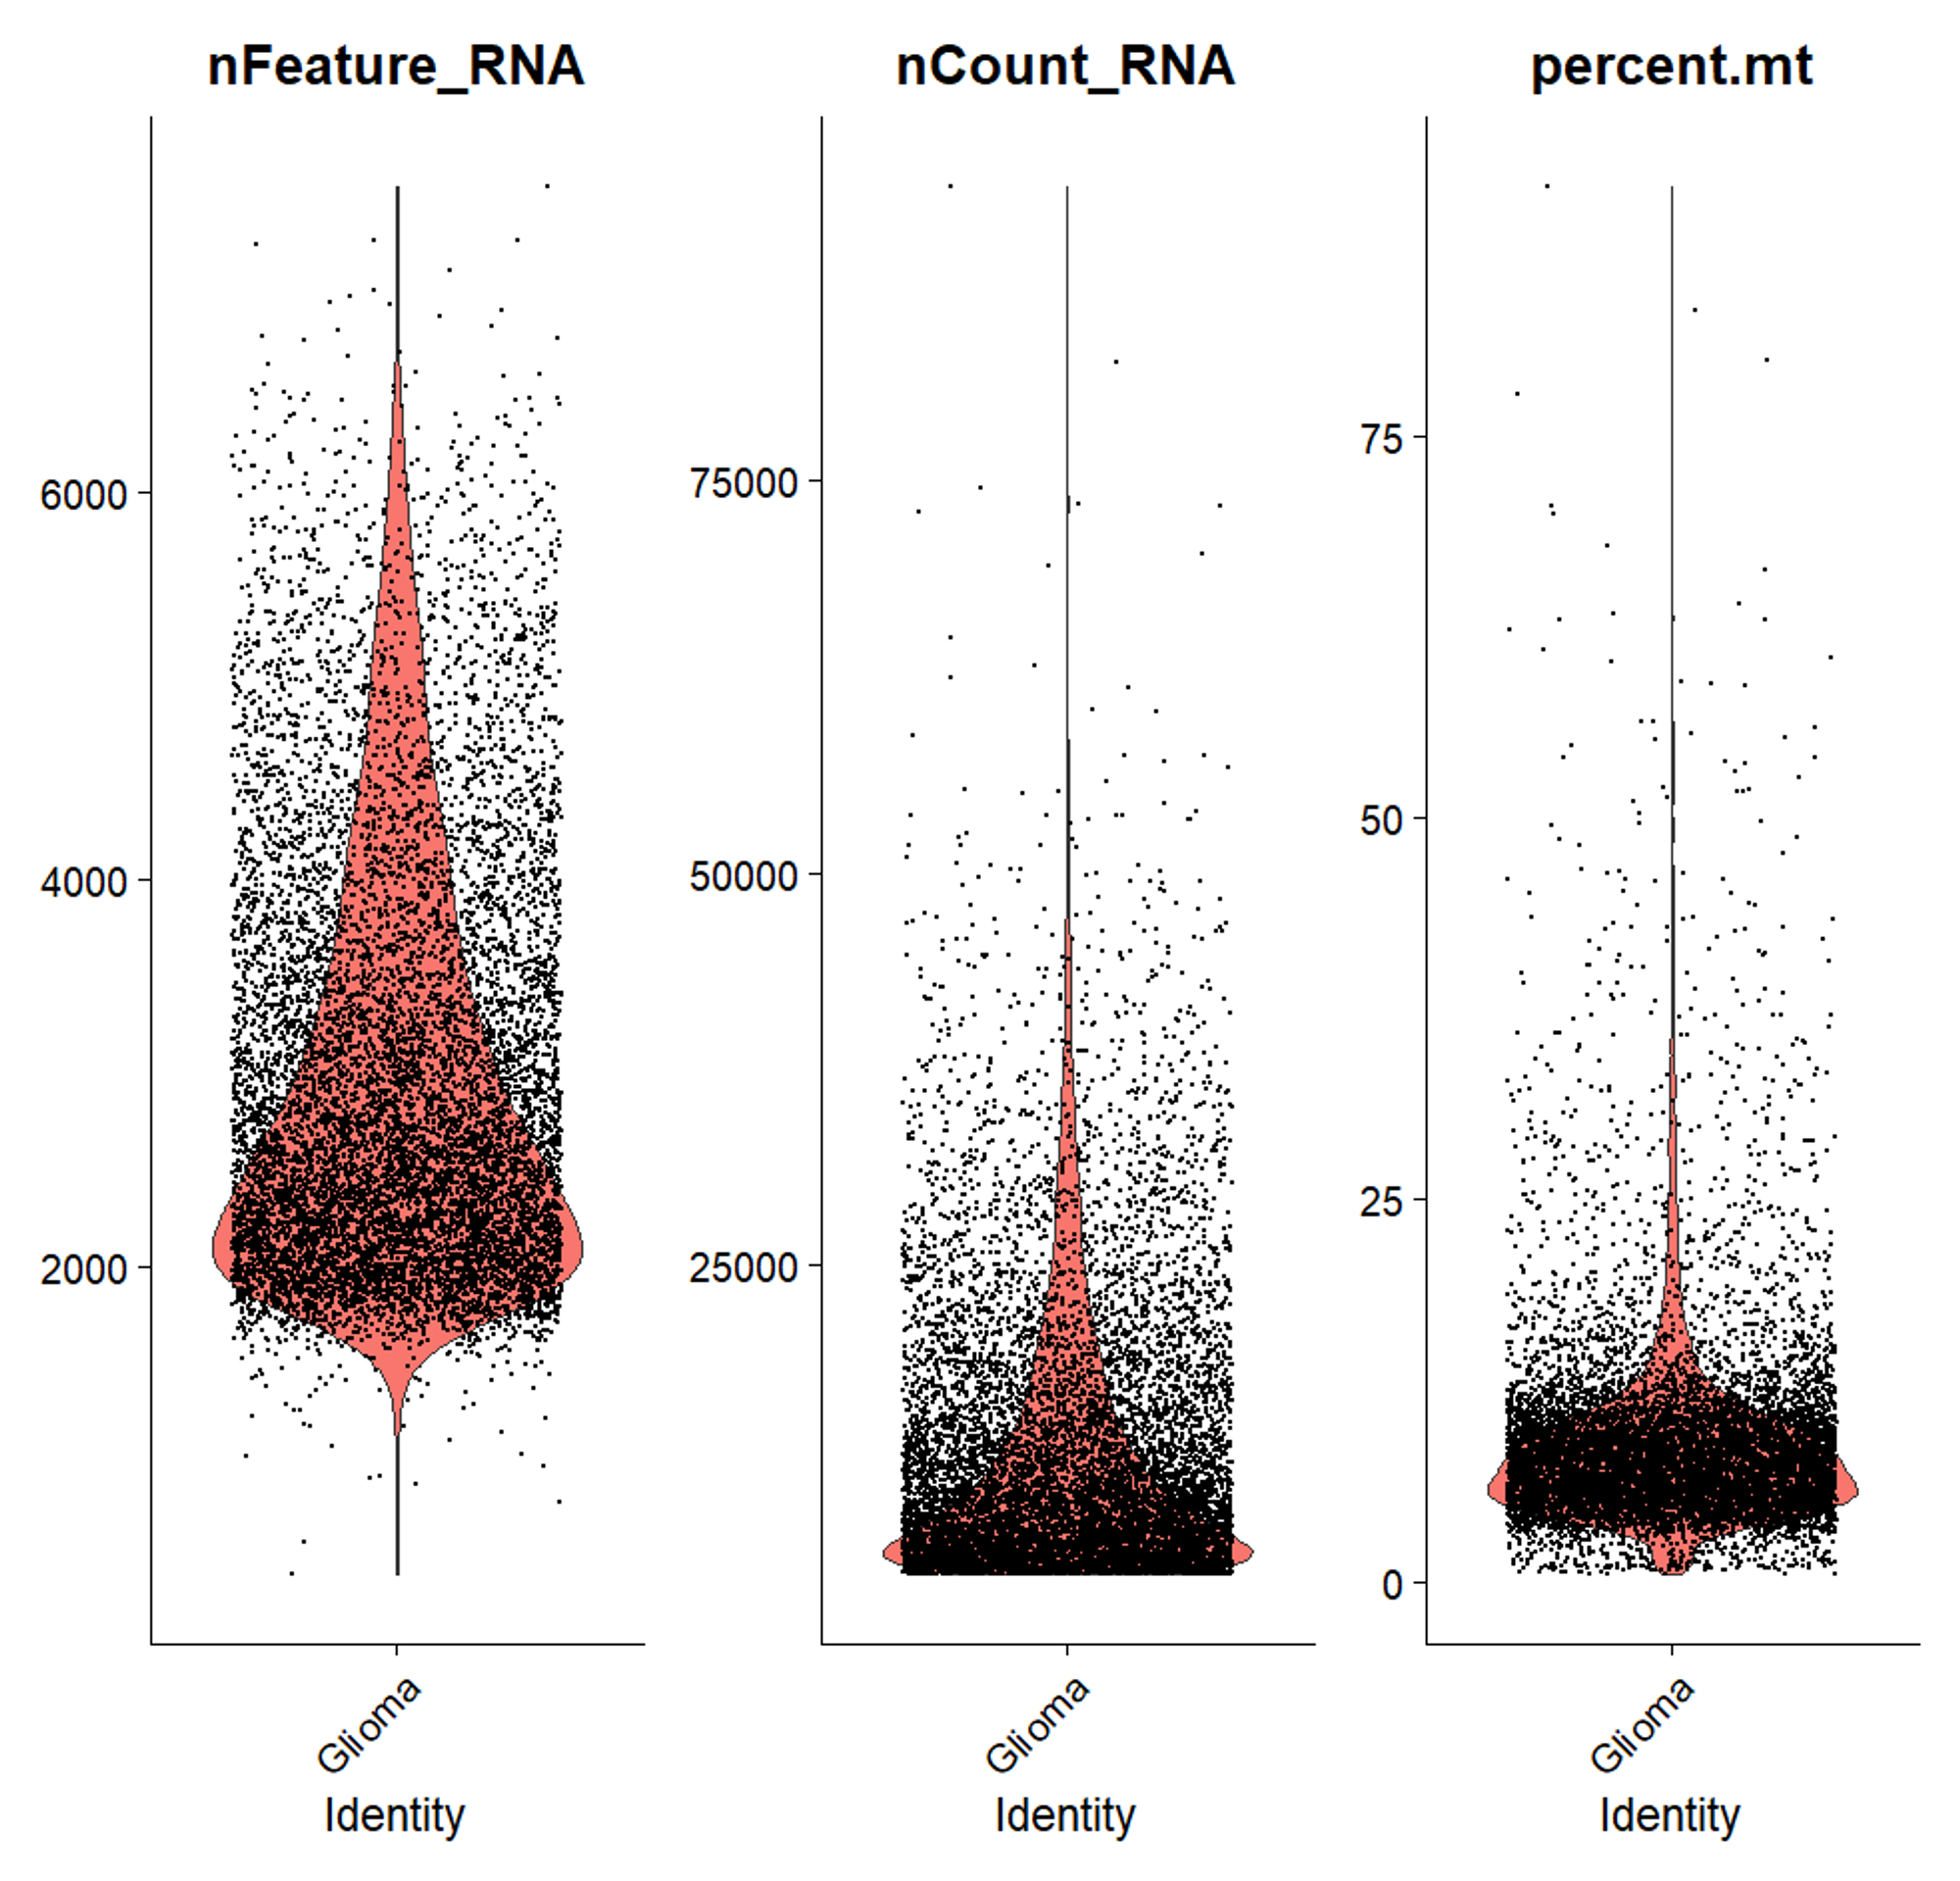 nFeature_RNA
6000
4000
2000
Glioma
Identity
nCount_RNA
75000
50000
25000
Glioma
Identity
percent.mt
75
50
25
0
Glioma
Identity